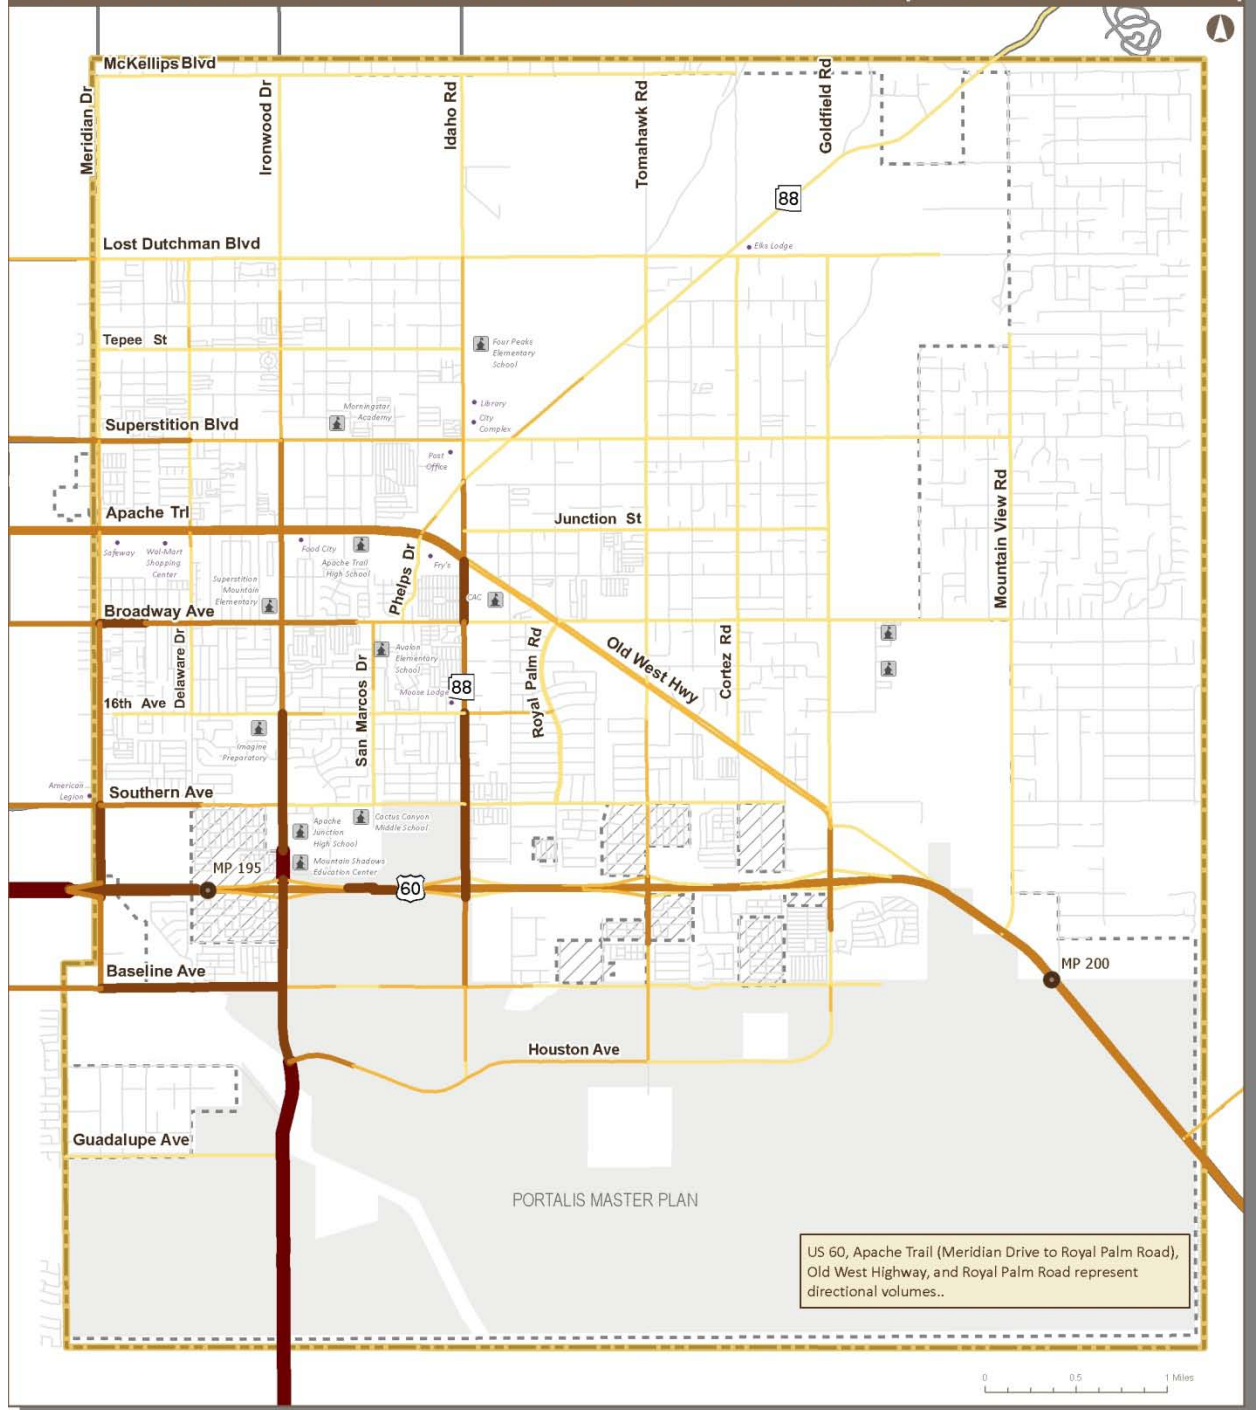 McKellips Blvd
Meridian Dr
Ironwood Dr
Idaho Rd
Tomahawk Rd
Goldfield Rd
88
Elks Lodge
Lost Dutchman Blvd
Tepee St
Four Peaks
Elementary
School
Library
City
Complex
Morningstar
Academy
Superstition Blvd
Post
Office
Mountain View Rd
Apache Trl
Junction St
Safeway
Wal-Mart
Shopping
Center
Food City
Apache Trail
High School
Phelps Dr
Fry's
Superstition
Mountain
Elementary
CAC
Broadway Ave
Delaware Dr
San Marcos Dr
Avalon
Elementary
School
Moose Lodge
88
Royal Palm Rd
Old West Hwy
Cortez Rd
16th Ave
Imagine
Preparatory
American
Legion
Southern Ave
Apache
Junction
High School
Cactus Canyon
Middle School
Mountain Shadows
Education Center
MP 195
60
Baseline Ave
MP 200
Houston Ave
Guadalupe Ave
PORTALIS MASTER PLAN
US 60, Apache Trail (Meridian Drive to Royal Palm Road),
Old West Highway, and Royal Palm Road represent
directional volumes..
0 0.5 1 Miles